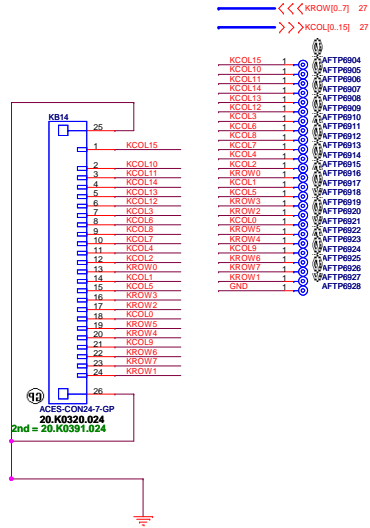 KROW[0..7] 27
KCOL[0..15] 27
KCOL15 1 AFTP6904
KCOL10 1 AFTP6905
KCOL11 1 AFTP6906
KCOL14 1 AFTP6907
KCOL13 1 AFTP6908
KCOL12 1 AFTP6909
KCOL3 1 AFTP6910
KCOL6 1 AFTP6911
KCOL8 1 AFTP6912
KCOL7 1 AFTP6913
KCOL4 1 AFTP6914
KCOL2 1 AFTP6915
KROW0 1 AFTP6916
KCOL1 1 AFTP6917
KCOL5 1 AFTP6918
KROW3 1 AFTP6919
KROW2 1 AFTP6920
KCOL0 1 AFTP6921
KROW5 1 AFTP6922
KROW4 1 AFTP6923
KCOL9 1 AFTP6924
KROW6 1 AFTP6925
KROW7 1 AFTP6926
KROW1 1 AFTP6927
GND 1 AFTP6928
KB14
25
1 KCOL15
2 KCOL10
3 KCOL11
4 KCOL14
5 KCOL13
6 KCOL12
7 KCOL3
8 KCOL6
9 KCOL8
10 KCOL7
11 KCOL4
12 KCOL2
13 KROW0
14 KCOL1
15 KCOL5
16 KROW3
17 KROW2
18 KCOL0
19 KROW5
20 KROW4
21 KCOL9
22 KROW6
23 KROW7
24 KROW1
26
ACES-CON24-7-GP
20.K0320.024
2nd = 20.K0391.024